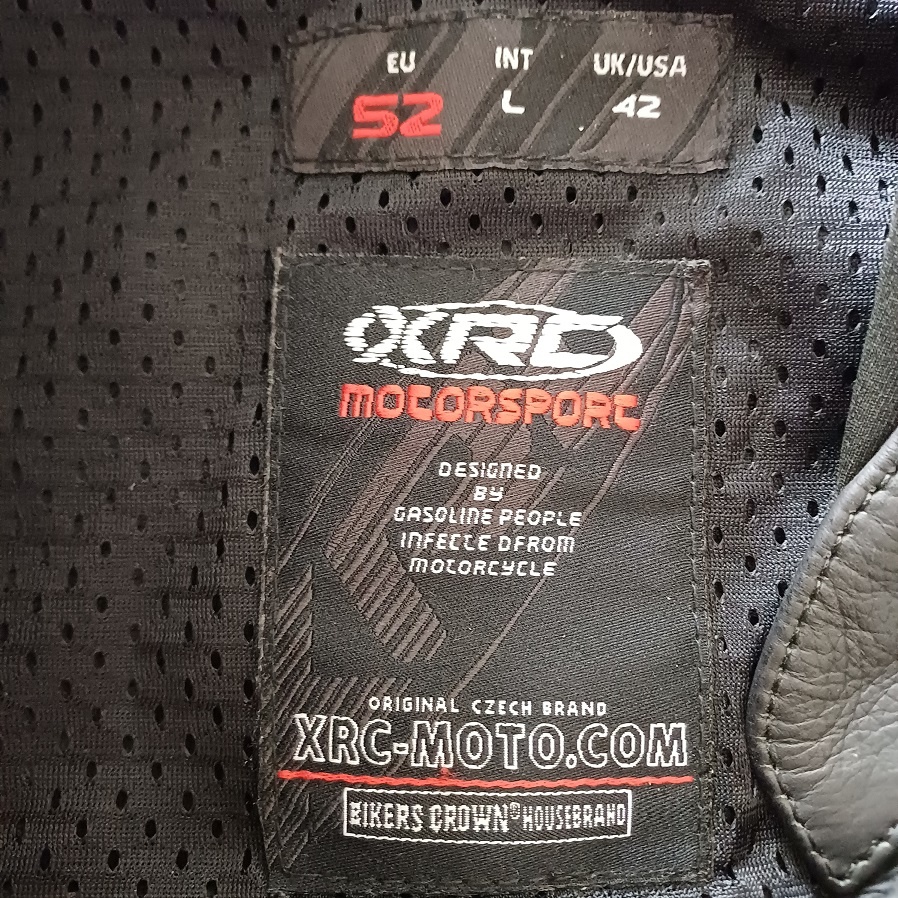 EU INT UK/USA
52 L 42
XRC
MOTORSPORT
DESIGNED
BY
GASOLINE PEOPLE
INFECTE DFROM
MOTORCYCLE
ORIGINAL CZECH BRAND
XRC-MOTO.COM
BIKERS CROWN® HOUSEBRAND